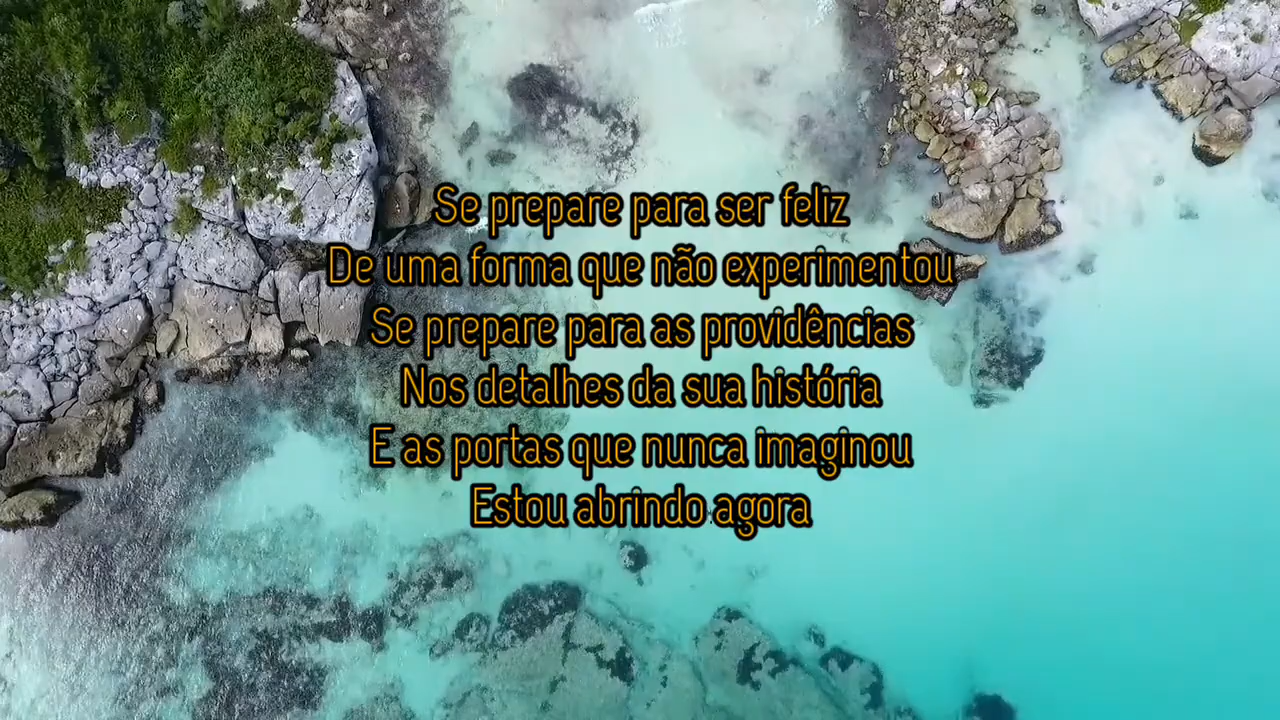 Se prepare para ser feliz
De uma forma que não experimentou
Se prepare para as providências
Nos detalhes da sua história
E as portas que nunca imaginou
Estou abrindo agora